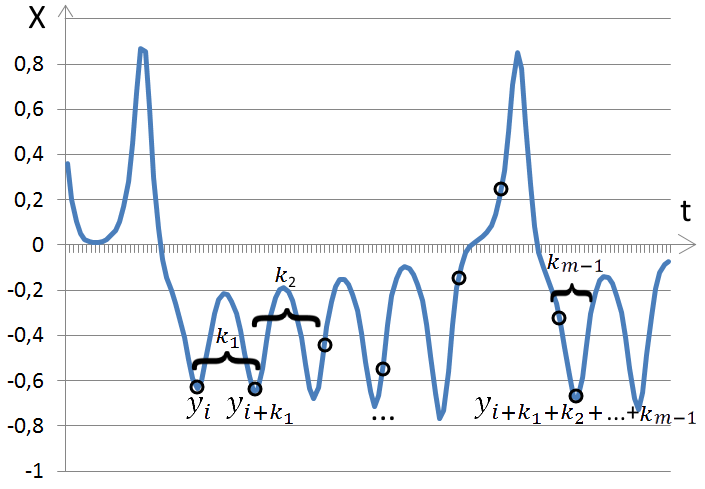 X
0,8
0,6
0,4
0,2
0
t
-0,2
-0,4
-0,6
-0,8
-1
k₁
k₂
kₘ₋₁
yᵢ
yᵢ₊ₖ₁
...
yᵢ₊ₖ₁₊ₖ₂₊...₊ₖₘ₋₁